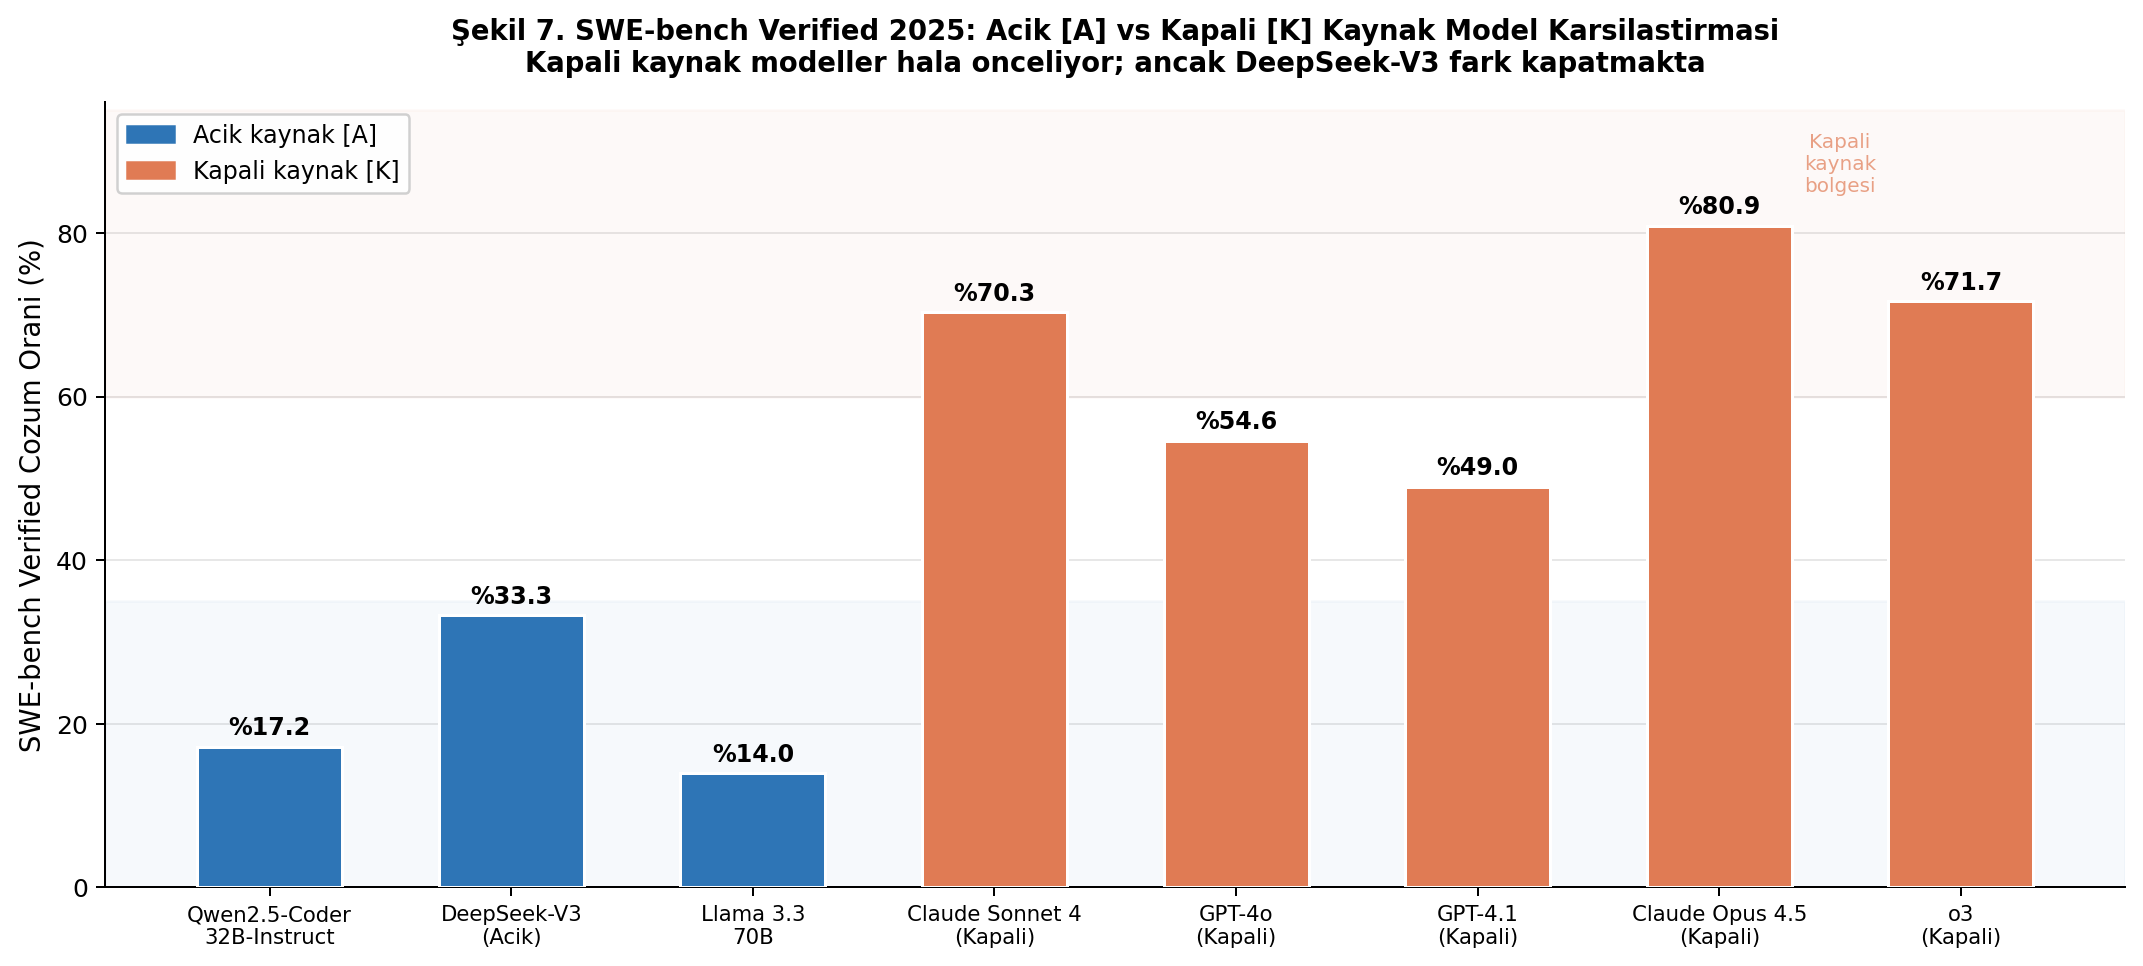 Şekil 7. SWE-bench Verified 2025: Acik [A] vs Kapali [K] Kaynak Model Karsilastirmasi
Kapali kaynak modeller hala onceliyor; ancak DeepSeek-V3 fark kapatmakta
Acik kaynak [A]
Kapali kaynak [K]
Kapali
kaynak
bolgesi
SWE-bench Verified Cozum Orani (%)
80
60
40
20
0
%17.2
%33.3
%14.0
%70.3
%54.6
%49.0
%80.9
%71.7
Qwen2.5-Coder
32B-Instruct
DeepSeek-V3
(Acik)
Llama 3.3
70B
Claude Sonnet 4
(Kapali)
GPT-4o
(Kapali)
GPT-4.1
(Kapali)
Claude Opus 4.5
(Kapali)
o3
(Kapali)